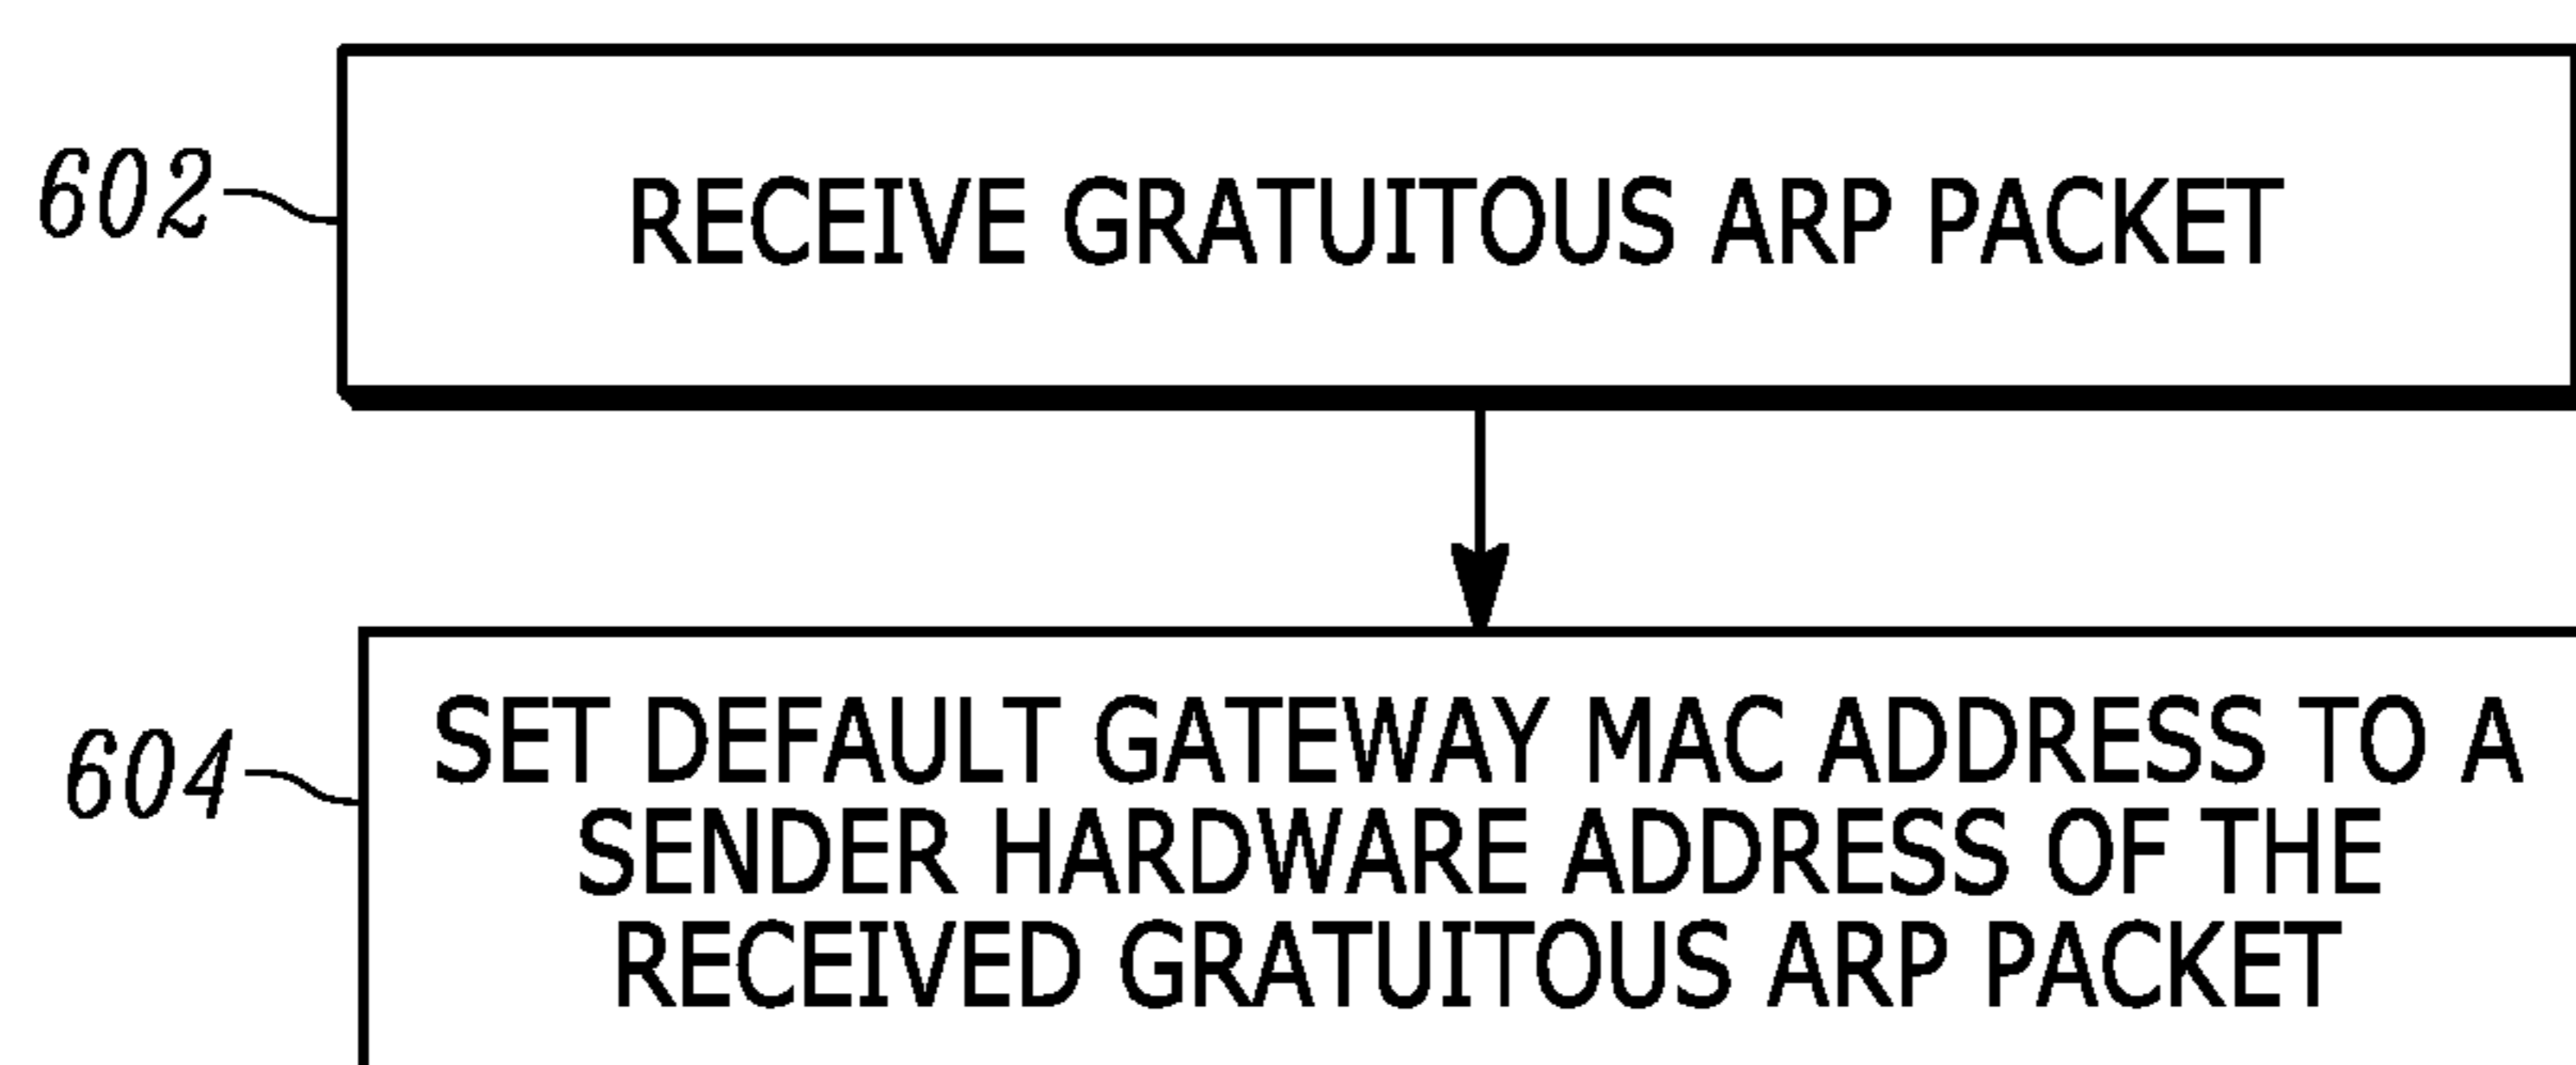 602
RECEIVE GRATUITOUS ARP PACKET
604
SET DEFAULT GATEWAY MAC ADDRESS TO A
SENDER HARDWARE ADDRESS OF THE
RECEIVED GRATUITOUS ARP PACKET